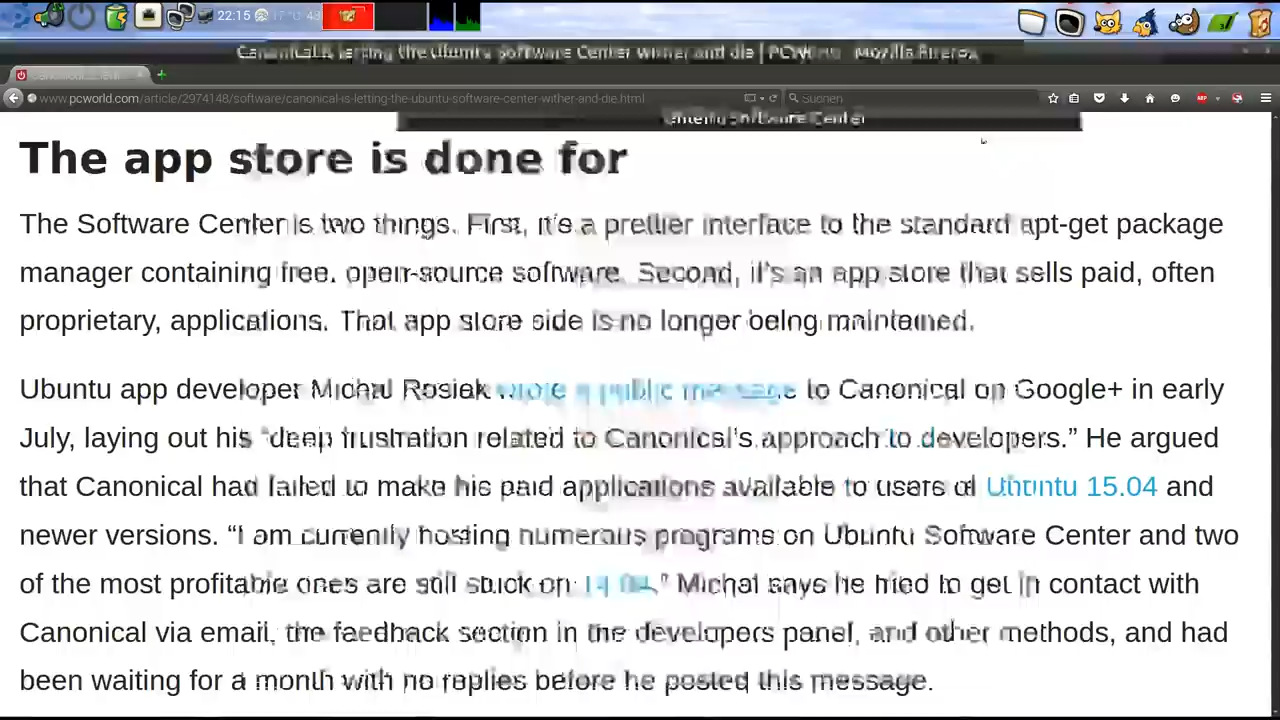 22:15 17°C 43
Canonical is letting the Ubuntu Software Center wither and die | PCWorld - Mozilla Firefox
www.pcworld.com/article/2974148/software/canonical-is-letting-the-ubuntu-software-center-wither-and-die.html Suchen
Software Center
The app store is done for
The Software Center is two things. First, it's a prettier interface to the standard apt-get package
manager containing free, open-source software. Second, it's an app store that sells paid, often
proprietary, applications. That app store side is no longer being maintained.
Ubuntu app developer Michal Rosiak wrote a public message to Canonical on Google+ in early
July, laying out his “deep frustration related to Canonical’s approach to developers.” He argued
that Canonical had failed to make his paid applications available to users of Ubuntu 15.04 and
newer versions. “I am currently hosting numerous programs on Ubuntu Software Center and two
of the most profitable ones are still stuck on 14.04.” Michal says he tried to get in contact with
Canonical via email, the feedback section in the developers panel, and other methods, and had
been waiting for a month with no replies before he posted this message.